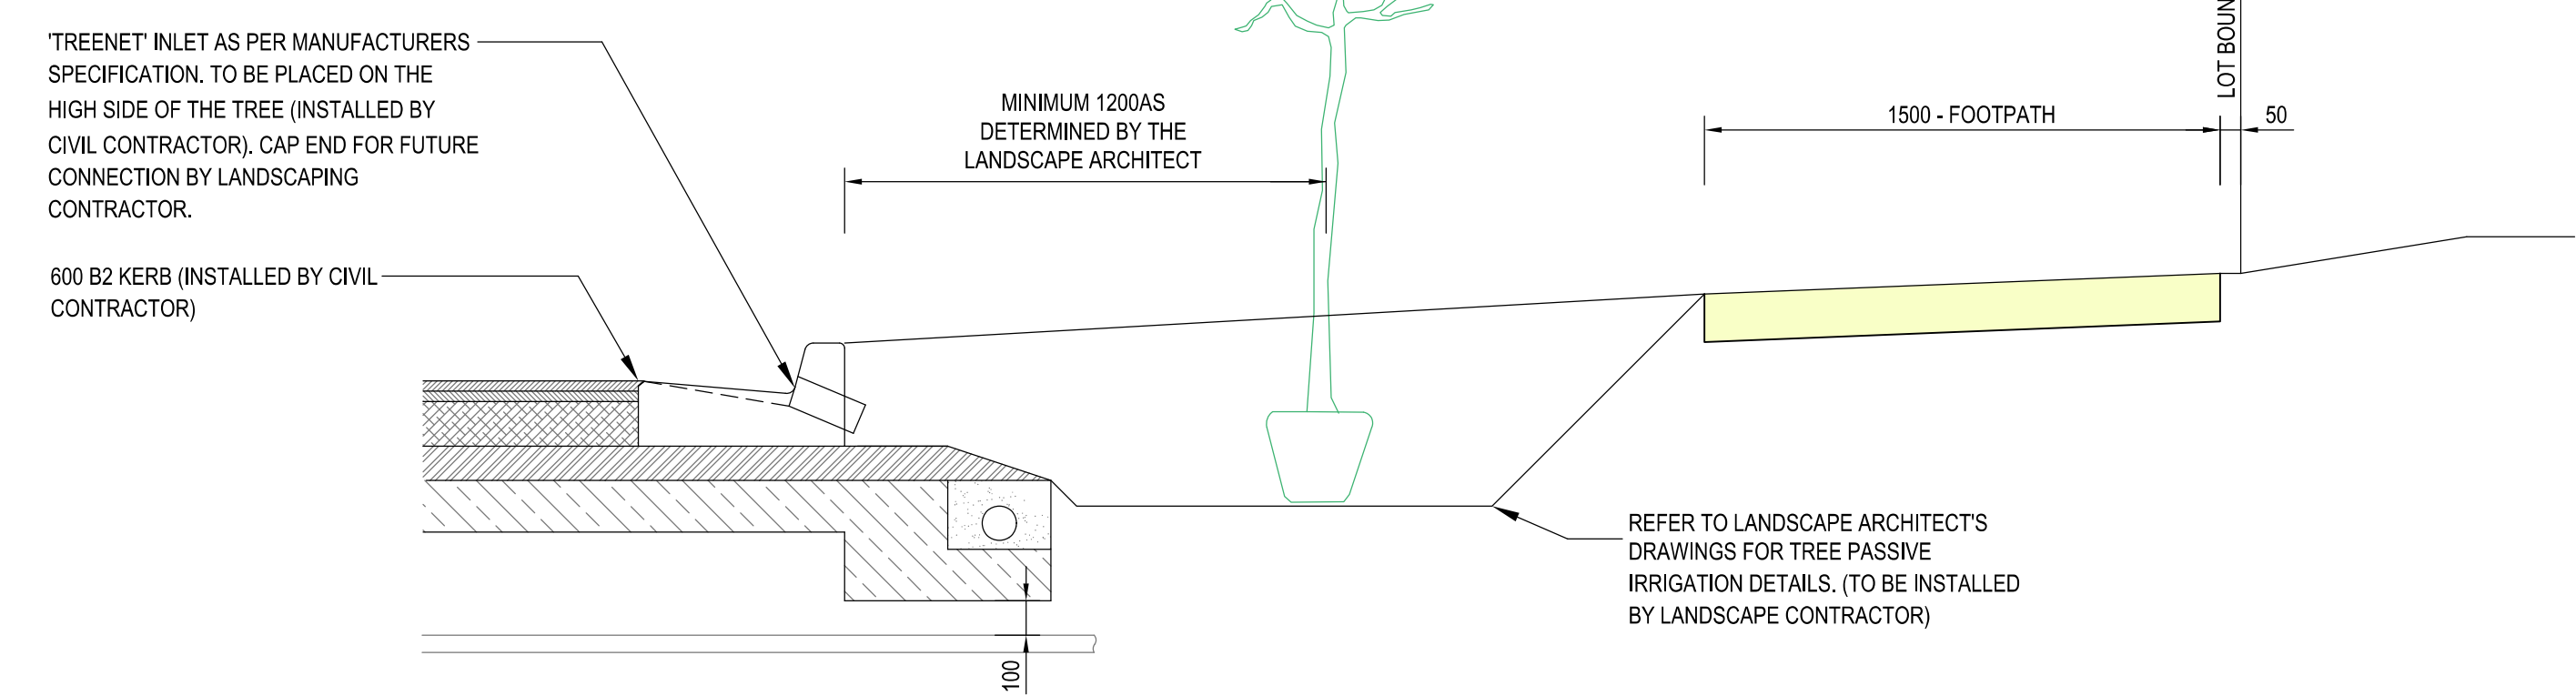 'TREENET' INLET AS PER MANUFACTURERS
SPECIFICATION. TO BE PLACED ON THE
HIGH SIDE OF THE TREE (INSTALLED BY
CIVIL CONTRACTOR). CAP END FOR FUTURE
CONNECTION BY LANDSCAPING
CONTRACTOR.
600 B2 KERB (INSTALLED BY CIVIL
CONTRACTOR)
MINIMUM 1200AS
DETERMINED BY THE
LANDSCAPE ARCHITECT
1500 - FOOTPATH
50
LOT BOUN
REFER TO LANDSCAPE ARCHITECT'S
DRAWINGS FOR TREE PASSIVE
IRRIGATION DETAILS. (TO BE INSTALLED
BY LANDSCAPE CONTRACTOR)
100